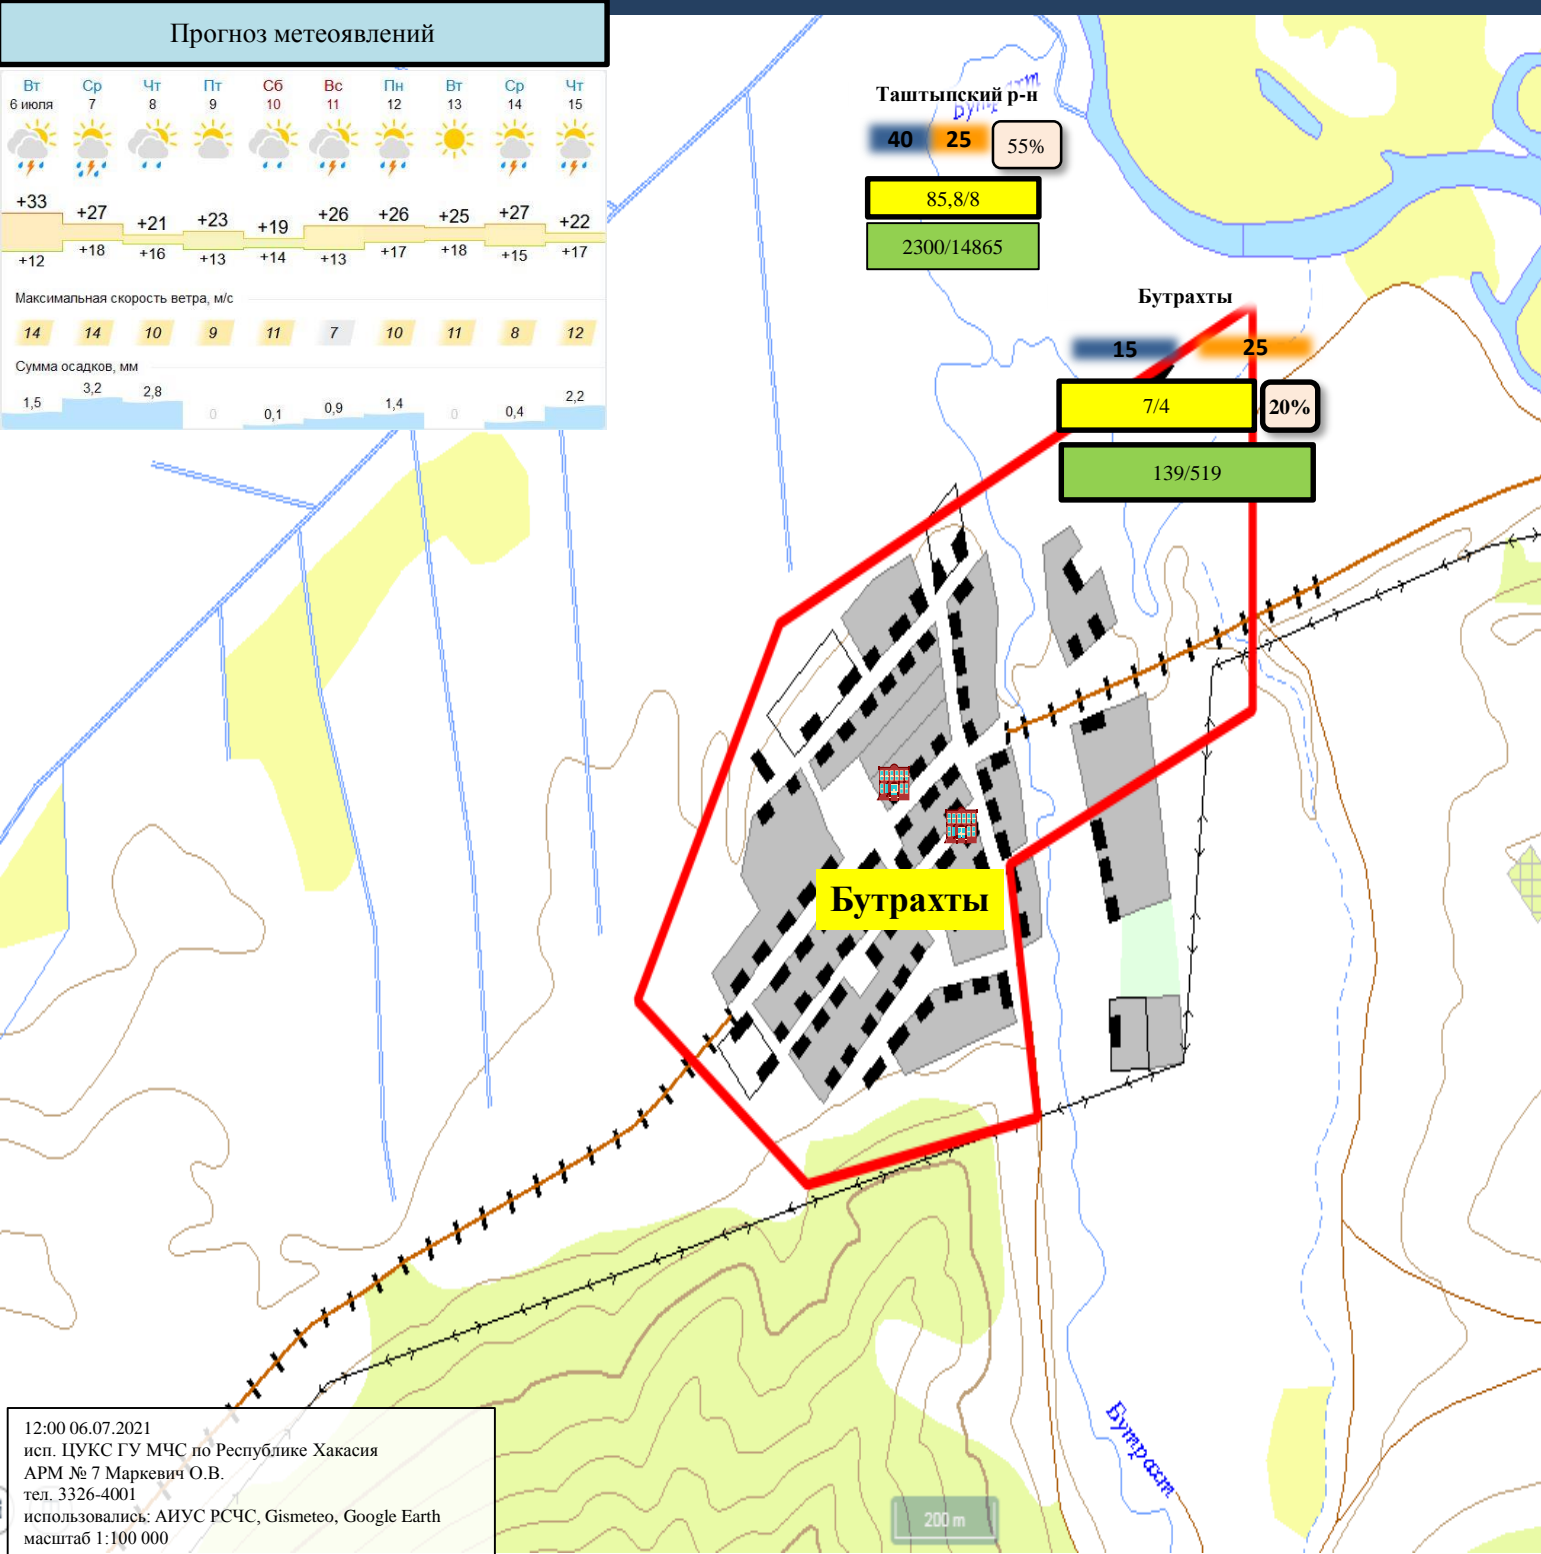 Прогноз метеоявлений
Вт Ср Чт Пт Сб Вс Пн Вт Ср Чт
6 июля 7 8 9 10 11 12 13 14 15
+33 +27 +21 +23 +19 +26 +26 +25 +27 +22
+12 +18 +16 +13 +14 +13 +17 +18 +15 +17
Максимальная скорость ветра, м/с
14 14 10 9 11 7 10 11 8 12
Сумма осадков, мм
1,5 3,2 2,8 0 0,1 0,9 1,4 0 0,4 2,2
Таштыпский р-н
40 25 55%
85,8/8
2300/14865
Бутрахты
15 25
7/4 20%
139/519
Бутрахты
Бутрахт
200 m
12:00 06.07.2021
исп. ЦУКС ГУ МЧС по Республике Хакасия
АРМ № 7 Маркевич О.В.
тел. 3326-4001
использовались: АИУС РСЧС, Gismeteo, Google Earth
масштаб 1:100 000